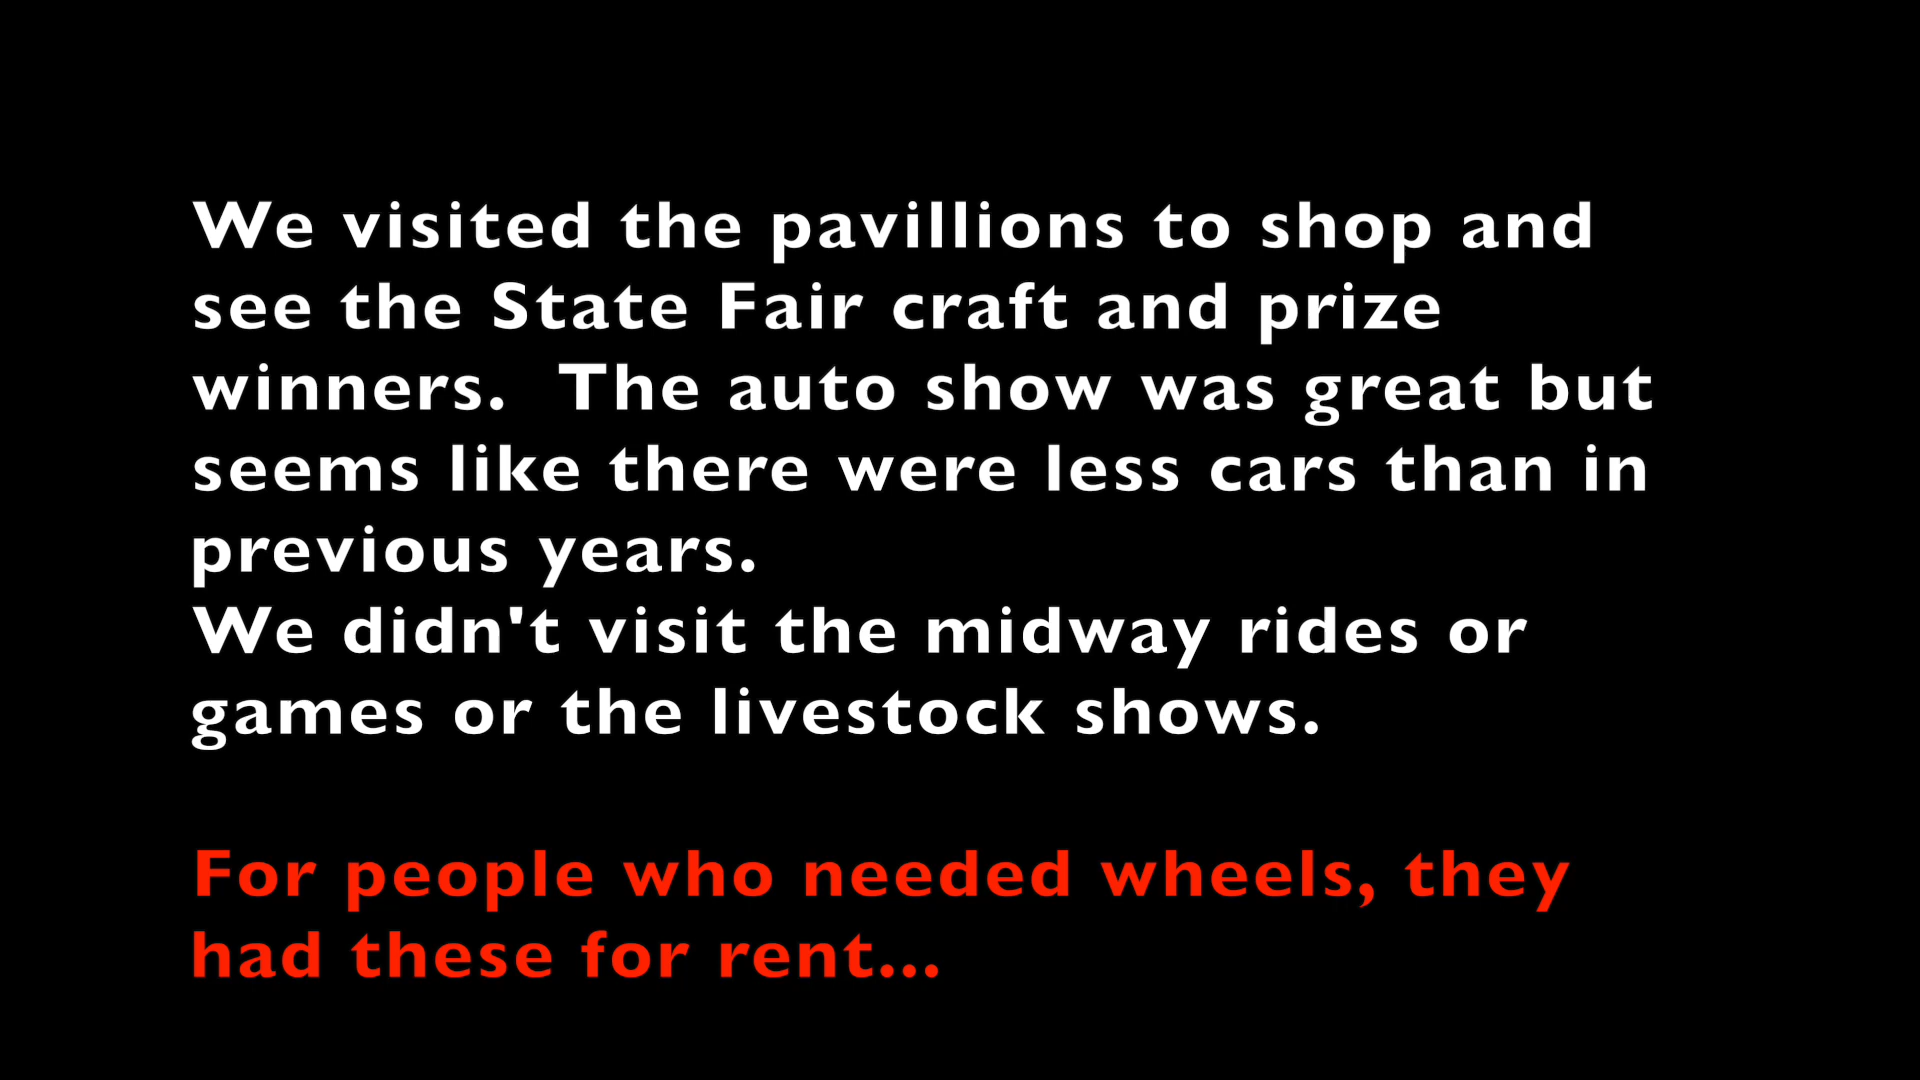 We visited the pavillions to shop and
see the State Fair craft and prize
winners.  The auto show was great but
seems like there were less cars than in
previous years.
We didn't visit the midway rides or
games or the livestock shows.
For people who needed wheels, they
had these for rent...